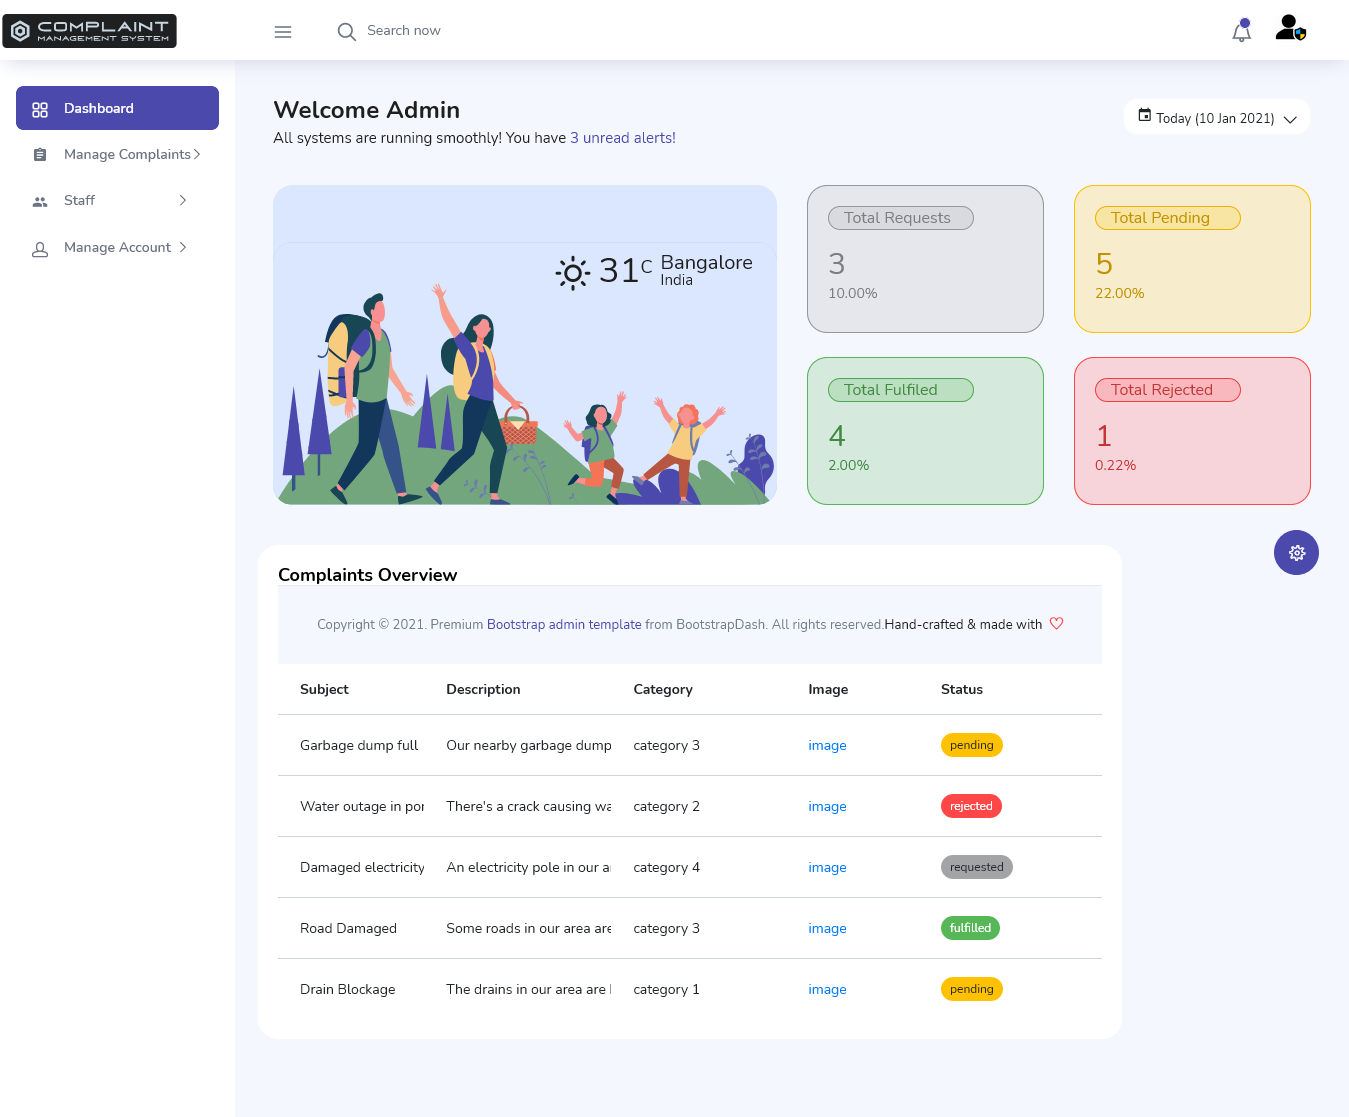 COMPLAINT
MANAGEMENT SYSTEM
Search now
Dashboard
Manage Complaints
Staff
Manage Account
Welcome Admin
All systems are running smoothly! You have 3 unread alerts!
Today (10 Jan 2021)
31C Bangalore
India
Total Requests
3
10.00%
Total Pending
5
22.00%
Total Fulfiled
4
2.00%
Total Rejected
1
0.22%
Complaints Overview
Copyright © 2021. Premium Bootstrap admin template from BootstrapDash. All rights reserved.Hand-crafted & made with
Subject Description Category Image Status
Garbage dump full Our nearby garbage dump category 3 image pending
Water outage in por There's a crack causing wa category 2 image rejected
Damaged electricity An electricity pole in our a category 4 image requested
Road Damaged Some roads in our area are category 3 image fulfilled
Drain Blockage The drains in our area are category 1 image pending